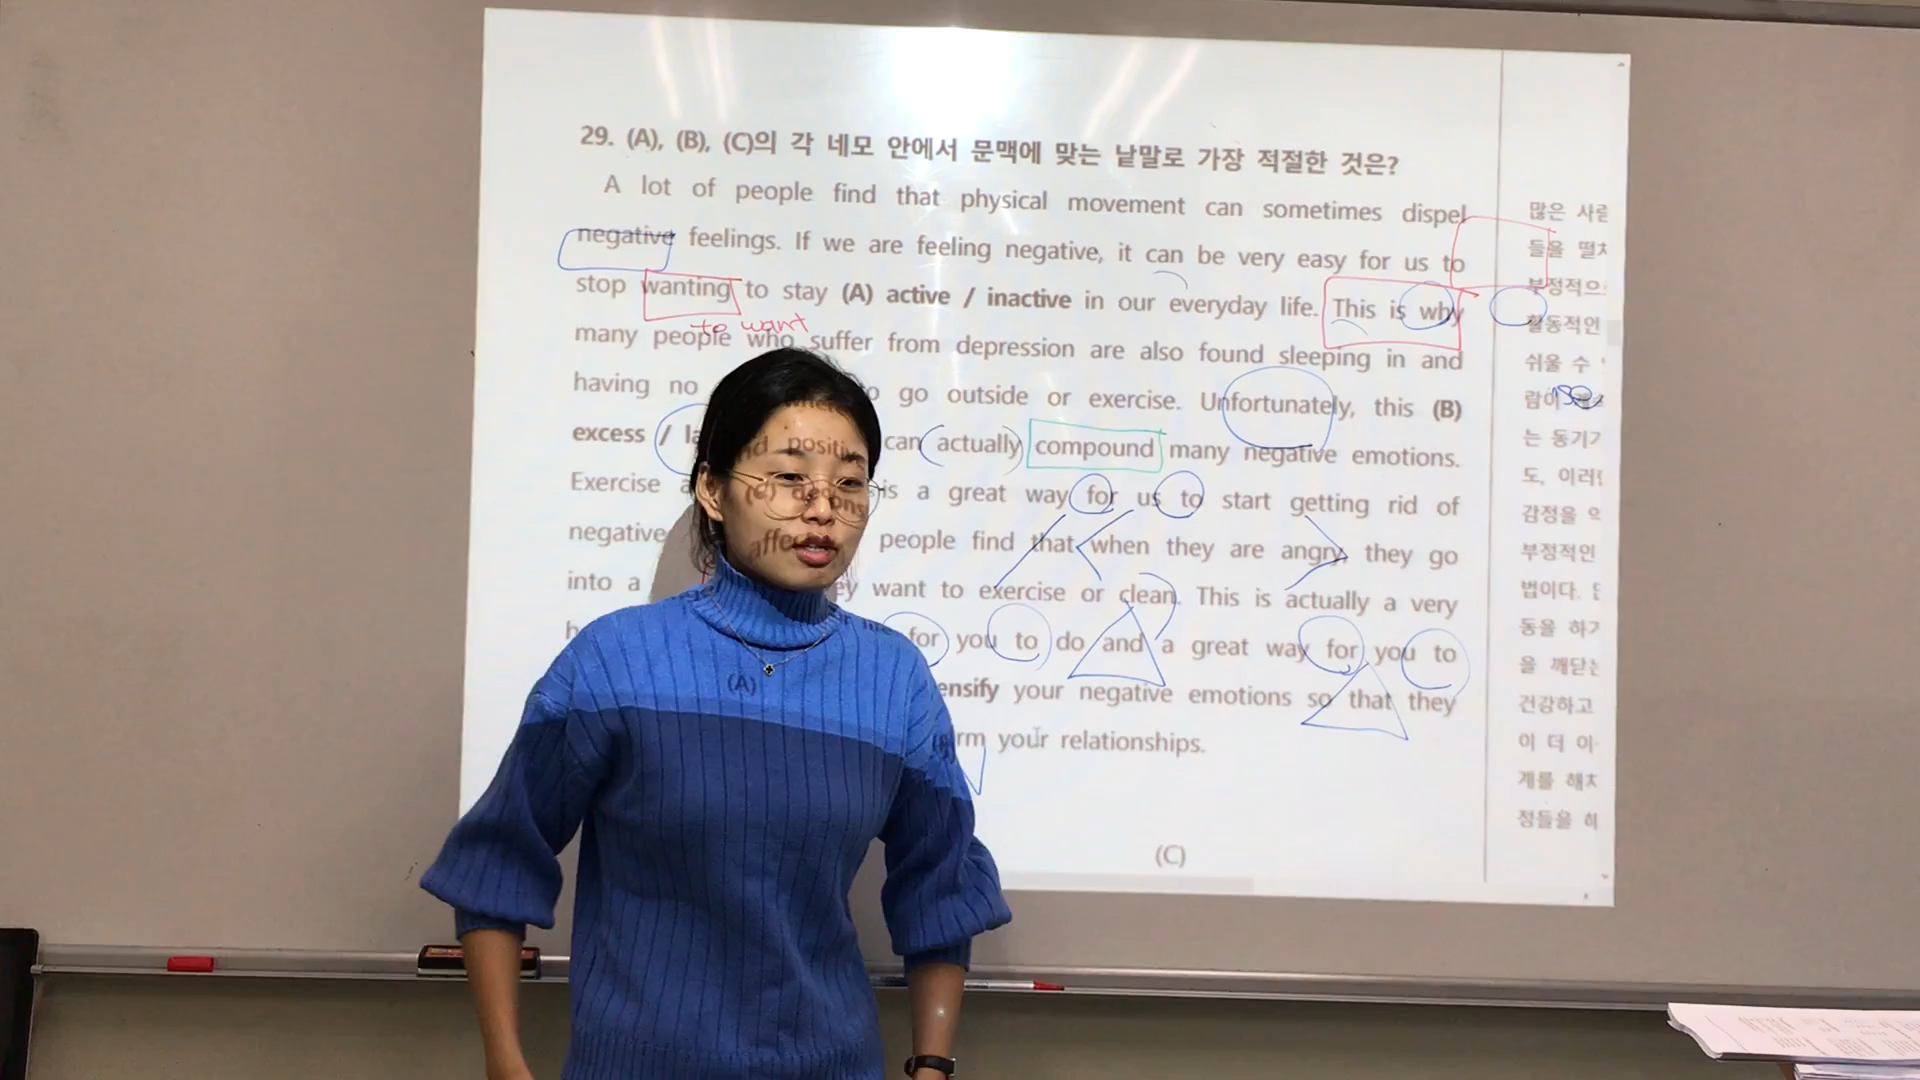 29. (A), (B), (C)의 각 네모 안에서 문맥에 맞는 낱말로 가장 적절한 것은?
A lot of people find that physical movement can sometimes dispel
negative feelings. If we are feeling negative, it can be very easy for us to
stop wanting to stay (A) active / inactive in our everyday life. This is why
to want
many people who suffer from depression are also found sleeping in and
having no go outside or exercise. Unfortunately, this (B)
excess / can actually compound many negative emotions.
Exercise is a great way for us to start getting rid of
negative people find that when they are angry, they go
into a want to exercise or clean. This is actually a very
for you to do and a great way for you to
your negative emotions so that they
your relationships.
(A)
(C)
많은
들을
부정적으
활동적인
쉬울 수
람이
는 동기
도,
감정을
부정적인
법이다.
동을 하
을 깨닫는
건강하고
이 더 이
계를 해
정들을